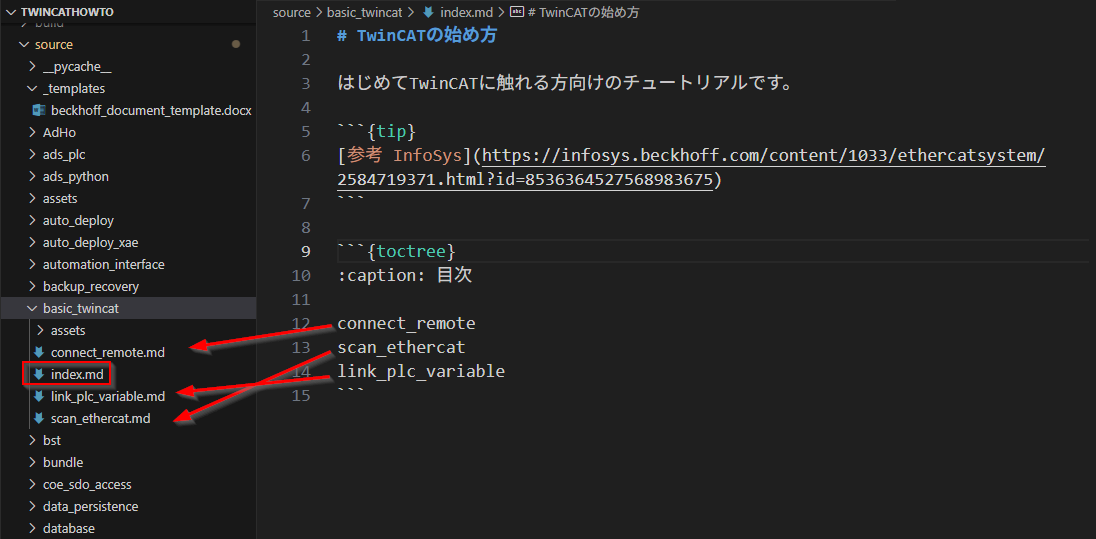 TWINCATHOWTO
build
source
__pycache__
_templates
beckhoff_document_template.docx
AdHo
ads_plc
ads_python
assets
auto_deploy
auto_deploy_xae
automation_interface
backup_recovery
basic_twincat
assets
connect_remote.md
index.md
link_plc_variable.md
scan_ethercat.md
bst
bundle
coe_sdo_access
data_persistence
database
source > basic_twincat > index.md > abc # TwinCATの始め方
1 # TwinCATの始め方
2
3 はじめてTwinCATに触れる方向けのチュートリアルです。
4
5 ```{tip}
6 [参考 InfoSys](https://infosys.beckhoff.com/content/1033/ethercatsystem/
2584719371.html?id=8536364527568983675)
7 ```
8
9 ```{toctree}
10 :caption: 目次
11
12 connect_remote
13 scan_ethercat
14 link_plc_variable
15 ```